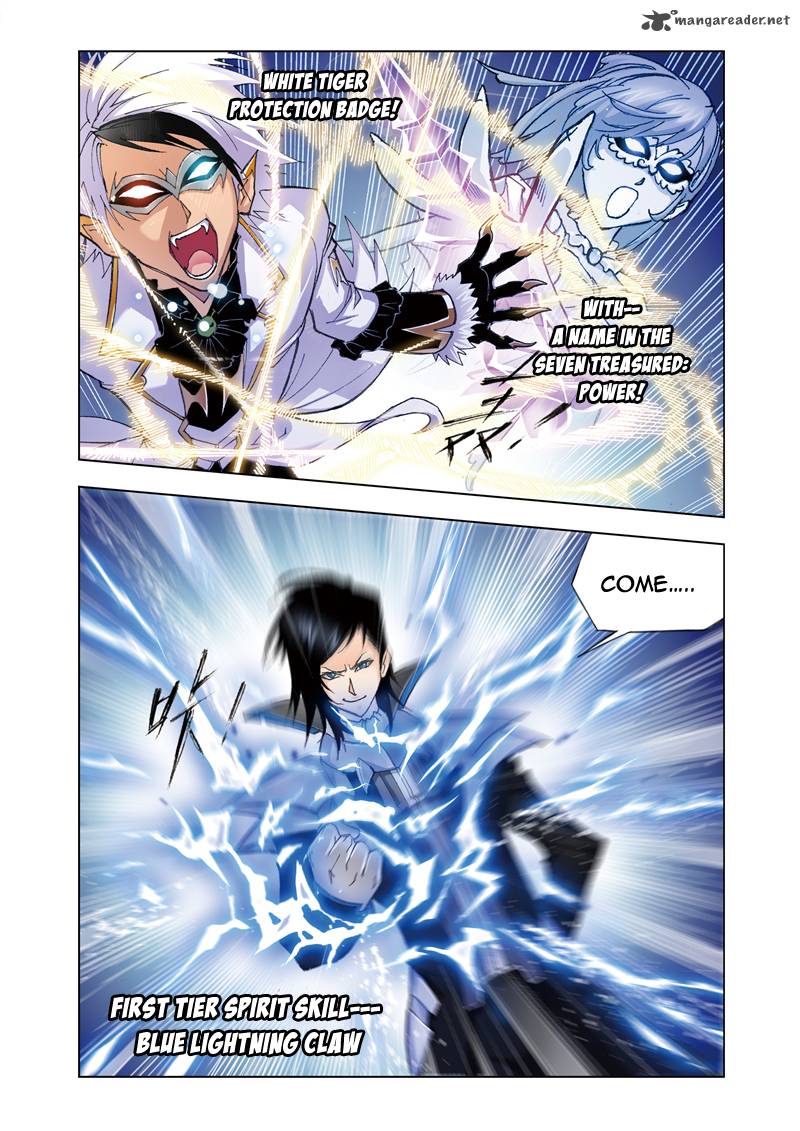 mangareader.net
WHITE TIGER
PROTECTION BADGE!
WITH--
A NAME IN THE
SEVEN TREASURED:
POWER!
COME.....
FIRST TIER SPIRIT SKILL---
BLUE LIGHTNING CLAW